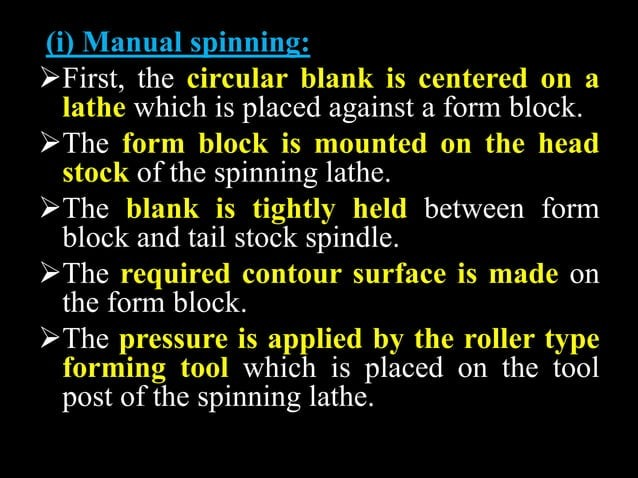 (i) Manual spinning:
➢First, the circular blank is centered on a
lathe which is placed against a form block.
➢The form block is mounted on the head
stock of the spinning lathe.
➢The blank is tightly held between form
block and tail stock spindle.
➢The required contour surface is made on
the form block.
➢The pressure is applied by the roller type
forming tool which is placed on the tool
post of the spinning lathe.